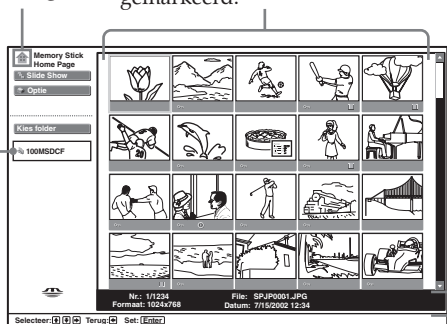 gemarkeerd.
Memory Stick
Home Page
Slide Show
Optie
Kies folder
100MSDCF
Nr.: 1/1234
File: SPJP0001.JPG
Formaat: 1024x768
Datum: 7/15/2002 12:34
Selecteer: Terug: Set: Enter